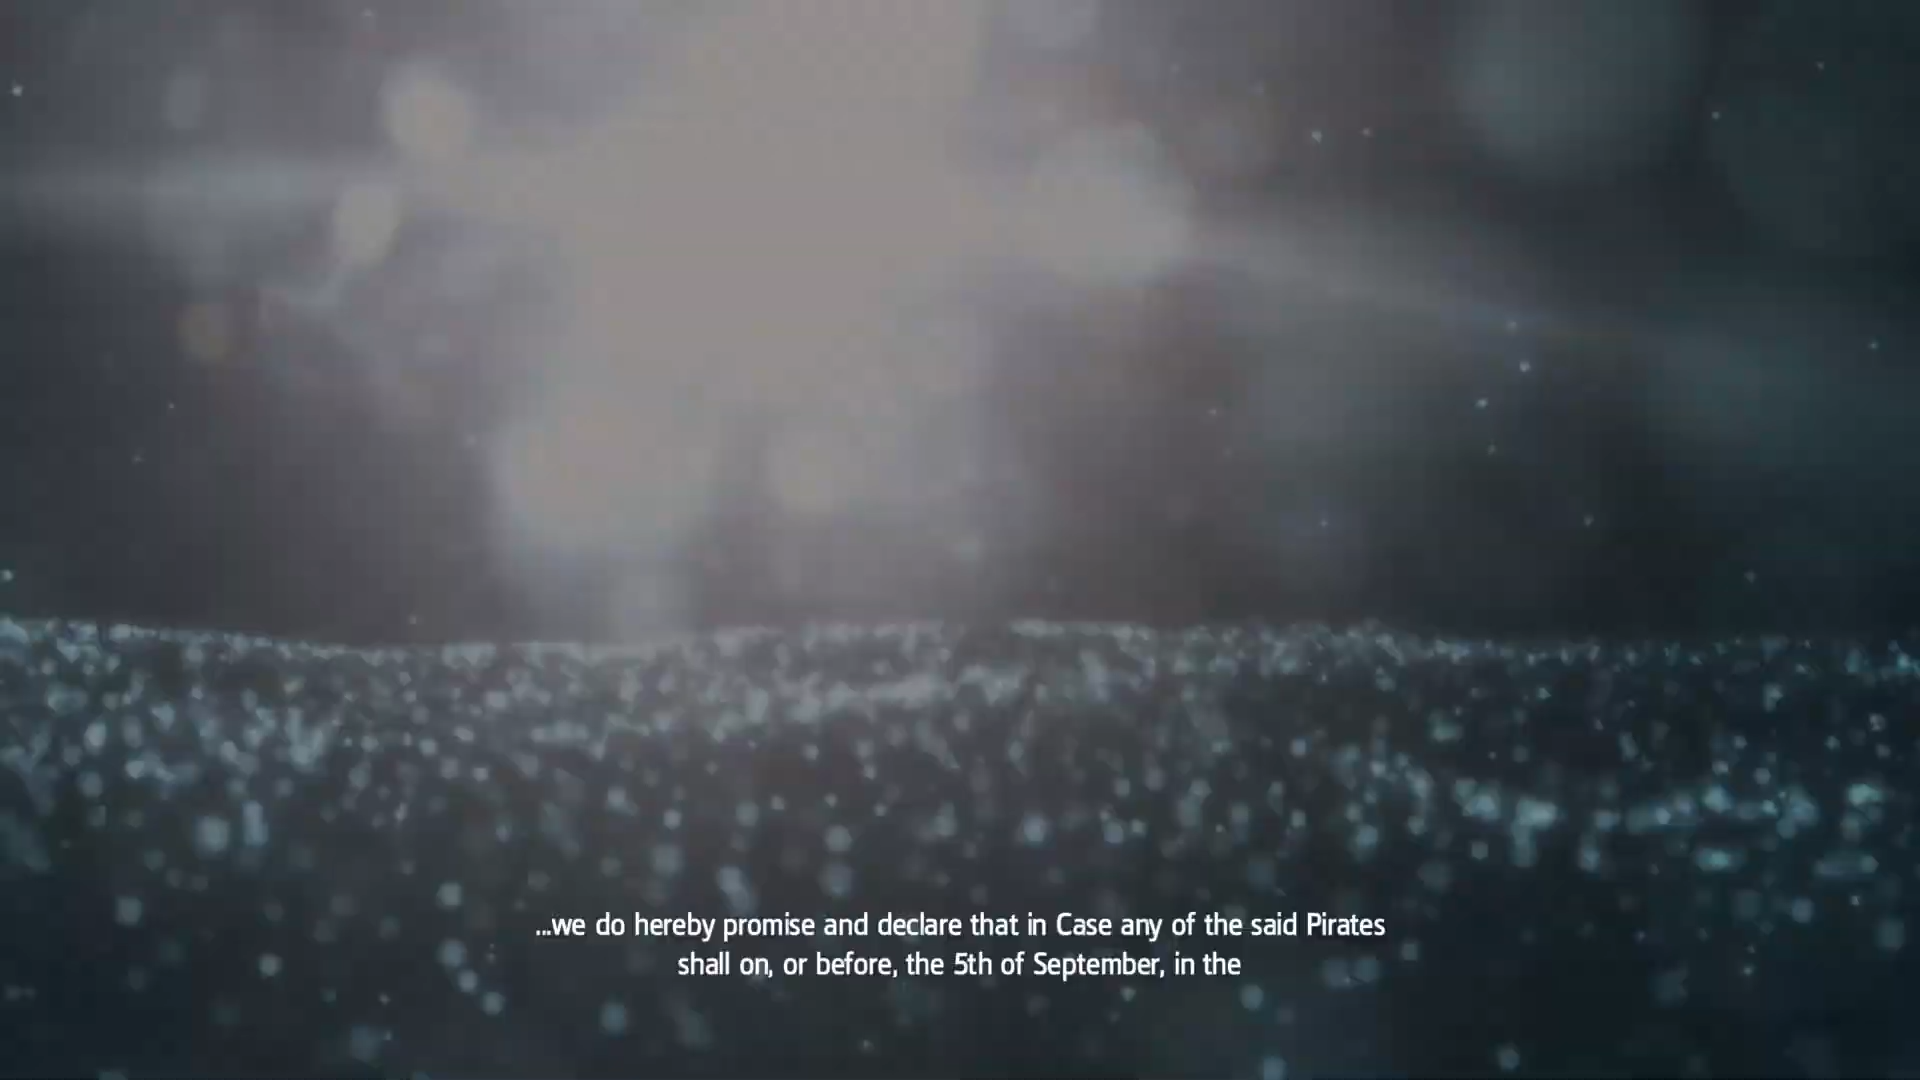 ...we do hereby promise and declare that in Case any of the said Pirates
shall on, or before, the 5th of September, in the